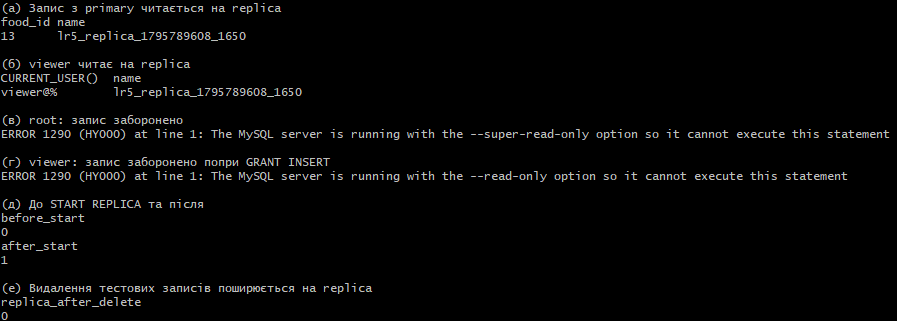 (а) Запис з primary читається на replica
food_id name
13 lr5_replica_1795789608_1650
(б) viewer читає на replica
CURRENT_USER() name
viewer@% lr5_replica_1795789608_1650
(в) root: запис заборонено
ERROR 1290 (HY000) at line 1: The MySQL server is running with the --super-read-only option so it cannot execute this statement
(г) viewer: запис заборонено попри GRANT INSERT
ERROR 1290 (HY000) at line 1: The MySQL server is running with the --read-only option so it cannot execute this statement
(д) До START REPLICA та після
before_start
0
after_start
1
(е) Видалення тестових записів поширюється на replica
replica_after_delete
0